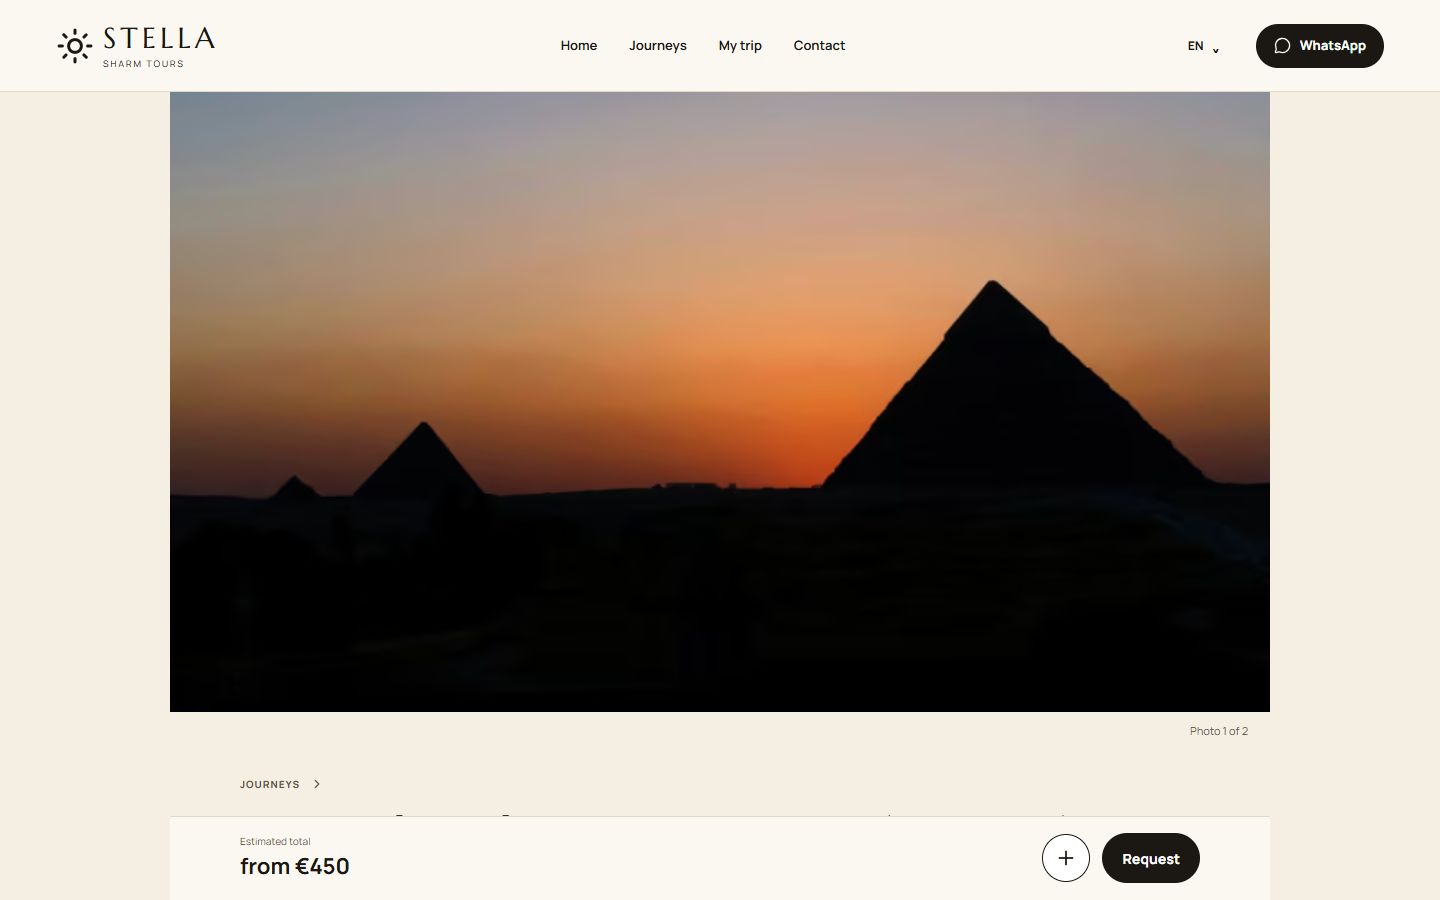 STELLA
SHARM TOURS
Home Journeys My trip Contact
EN
WhatsApp
Photo 1 of 2
JOURNEYS
Estimated total
from €450
Request